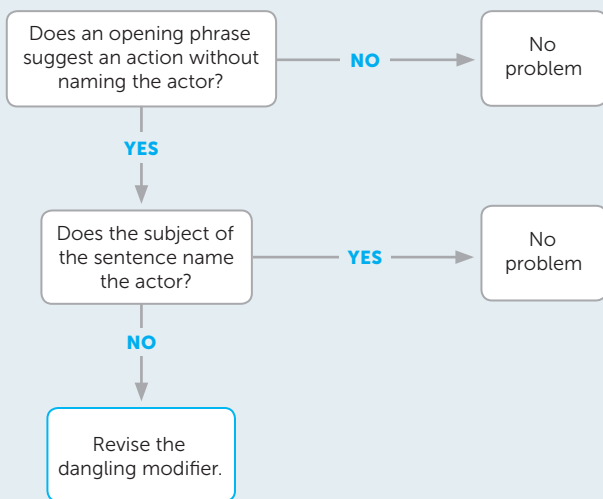 Does an opening phrase
suggest an action without
naming the actor?
NO
No
problem
YES
Does the subject of
the sentence name
the actor?
YES
No
problem
NO
Revise the
dangling modifier.